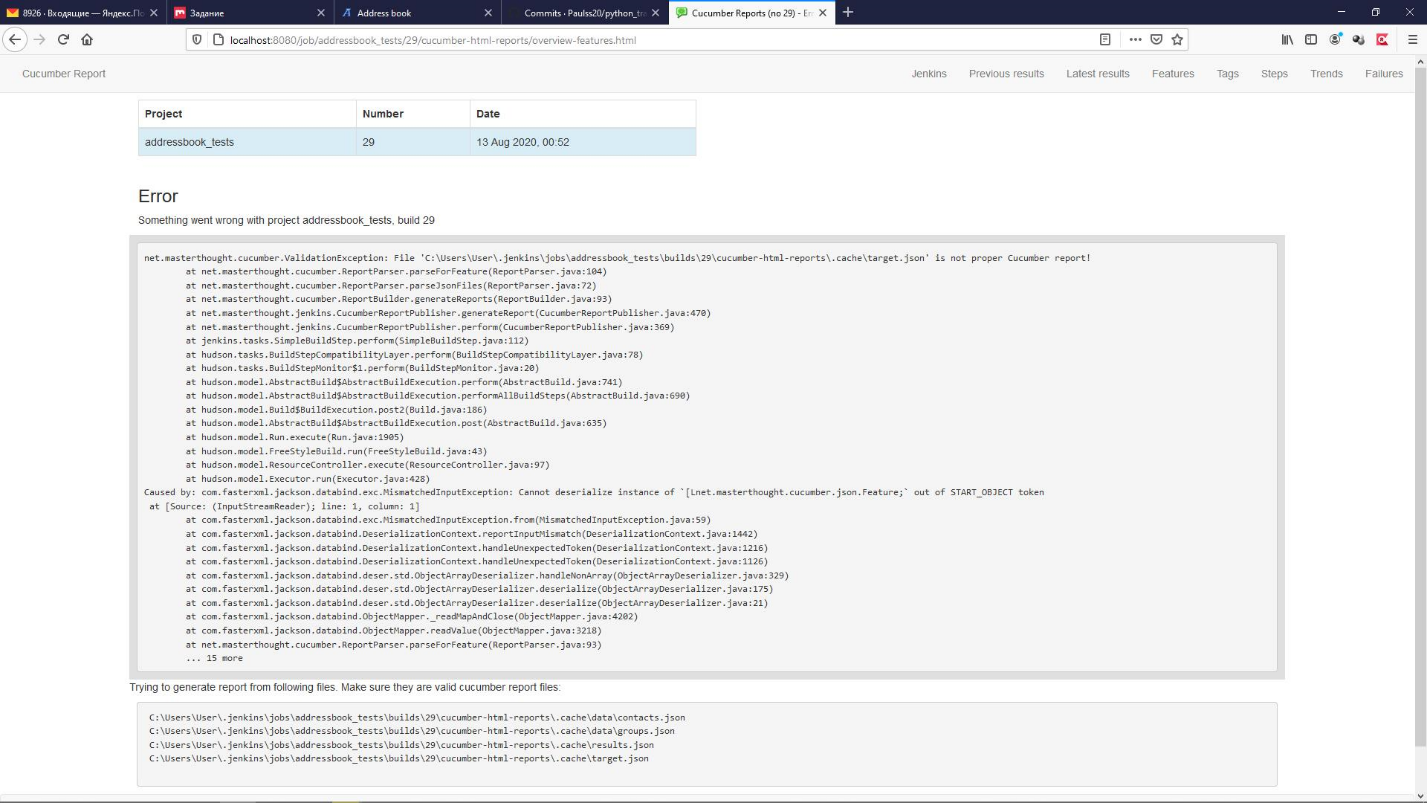 8926 · Входящие — Яндекс.По
Задание
Address book
Commits · Paulss20/python_tra
Cucumber Reports (no 29) - Er
localhost:8080/job/addressbook_tests/29/cucumber-html-reports/overview-features.html
Cucumber Report
Jenkins
Previous results
Latest results
Features
Tags
Steps
Trends
Failures
Project Number Date
addressbook_tests 29 13 Aug 2020, 00:52
Error
Something went wrong with project addressbook_tests, build 29
net.masterthought.cucumber.ValidationException: File 'C:\Users\User\.jenkins\jobs\addressbook_tests\builds\29\cucumber-html-reports\.cache\target.json' is not proper Cucumber report!
at net.masterthought.cucumber.ReportParser.parseForFeature(ReportParser.java:104)
at net.masterthought.cucumber.ReportParser.parseJsonFiles(ReportParser.java:72)
at net.masterthought.cucumber.ReportBuilder.generateReports(ReportBuilder.java:93)
at net.masterthought.jenkins.CucumberReportPublisher.generateReport(CucumberReportPublisher.java:470)
at net.masterthought.jenkins.CucumberReportPublisher.perform(CucumberReportPublisher.java:369)
at jenkins.tasks.SimpleBuildStep.perform(SimpleBuildStep.java:112)
at hudson.tasks.BuildStepCompatibilityLayer.perform(BuildStepCompatibilityLayer.java:78)
at hudson.tasks.BuildStepMonitor$1.perform(BuildStepMonitor.java:20)
at hudson.model.AbstractBuild$AbstractBuildExecution.perform(AbstractBuild.java:741)
at hudson.model.AbstractBuild$AbstractBuildExecution.performAllBuildSteps(AbstractBuild.java:690)
at hudson.model.Build$BuildExecution.post2(Build.java:186)
at hudson.model.AbstractBuild$AbstractBuildExecution.post(AbstractBuild.java:635)
at hudson.model.Run.execute(Run.java:1905)
at hudson.model.FreeStyleBuild.run(FreeStyleBuild.java:43)
at hudson.model.ResourceController.execute(ResourceController.java:97)
at hudson.model.Executor.run(Executor.java:428)
Caused by: com.fasterxml.jackson.databind.exc.MismatchedInputException: Cannot deserialize instance of `[Lnet.masterthought.cucumber.json.Feature;` out of START_OBJECT token
at [Source: (InputStreamReader); line: 1, column: 1]
at com.fasterxml.jackson.databind.exc.MismatchedInputException.from(MismatchedInputException.java:59)
at com.fasterxml.jackson.databind.DeserializationContext.reportInputMismatch(DeserializationContext.java:1442)
at com.fasterxml.jackson.databind.DeserializationContext.handleUnexpectedToken(DeserializationContext.java:1216)
at com.fasterxml.jackson.databind.DeserializationContext.handleUnexpectedToken(DeserializationContext.java:1126)
at com.fasterxml.jackson.databind.deser.std.ObjectArrayDeserializer.handleNonArray(ObjectArrayDeserializer.java:329)
at com.fasterxml.jackson.databind.deser.std.ObjectArrayDeserializer.deserialize(ObjectArrayDeserializer.java:175)
at com.fasterxml.jackson.databind.deser.std.ObjectArrayDeserializer.deserialize(ObjectArrayDeserializer.java:21)
at com.fasterxml.jackson.databind.ObjectMapper._readMapAndClose(ObjectMapper.java:4202)
at com.fasterxml.jackson.databind.ObjectMapper.readValue(ObjectMapper.java:3218)
at net.masterthought.cucumber.ReportParser.parseForFeature(ReportParser.java:93)
... 15 more
Trying to generate report from following files. Make sure they are valid cucumber report files:
C:\Users\User\.jenkins\jobs\addressbook_tests\builds\29\cucumber-html-reports\.cache\data\contacts.json
C:\Users\User\.jenkins\jobs\addressbook_tests\builds\29\cucumber-html-reports\.cache\data\groups.json
C:\Users\User\.jenkins\jobs\addressbook_tests\builds\29\cucumber-html-reports\.cache\results.json
C:\Users\User\.jenkins\jobs\addressbook_tests\builds\29\cucumber-html-reports\.cache\target.json